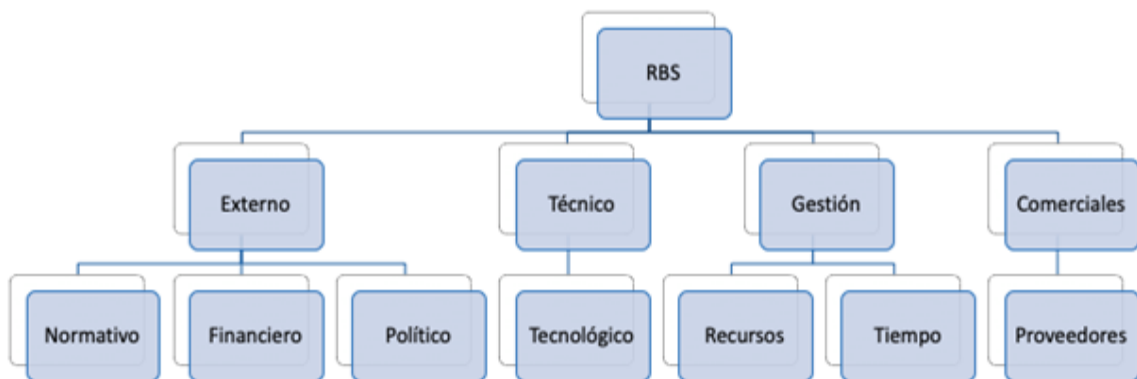 RBS
Externo
Técnico
Gestión
Comerciales
Normativo
Financiero
Político
Tecnológico
Recursos
Tiempo
Proveedores